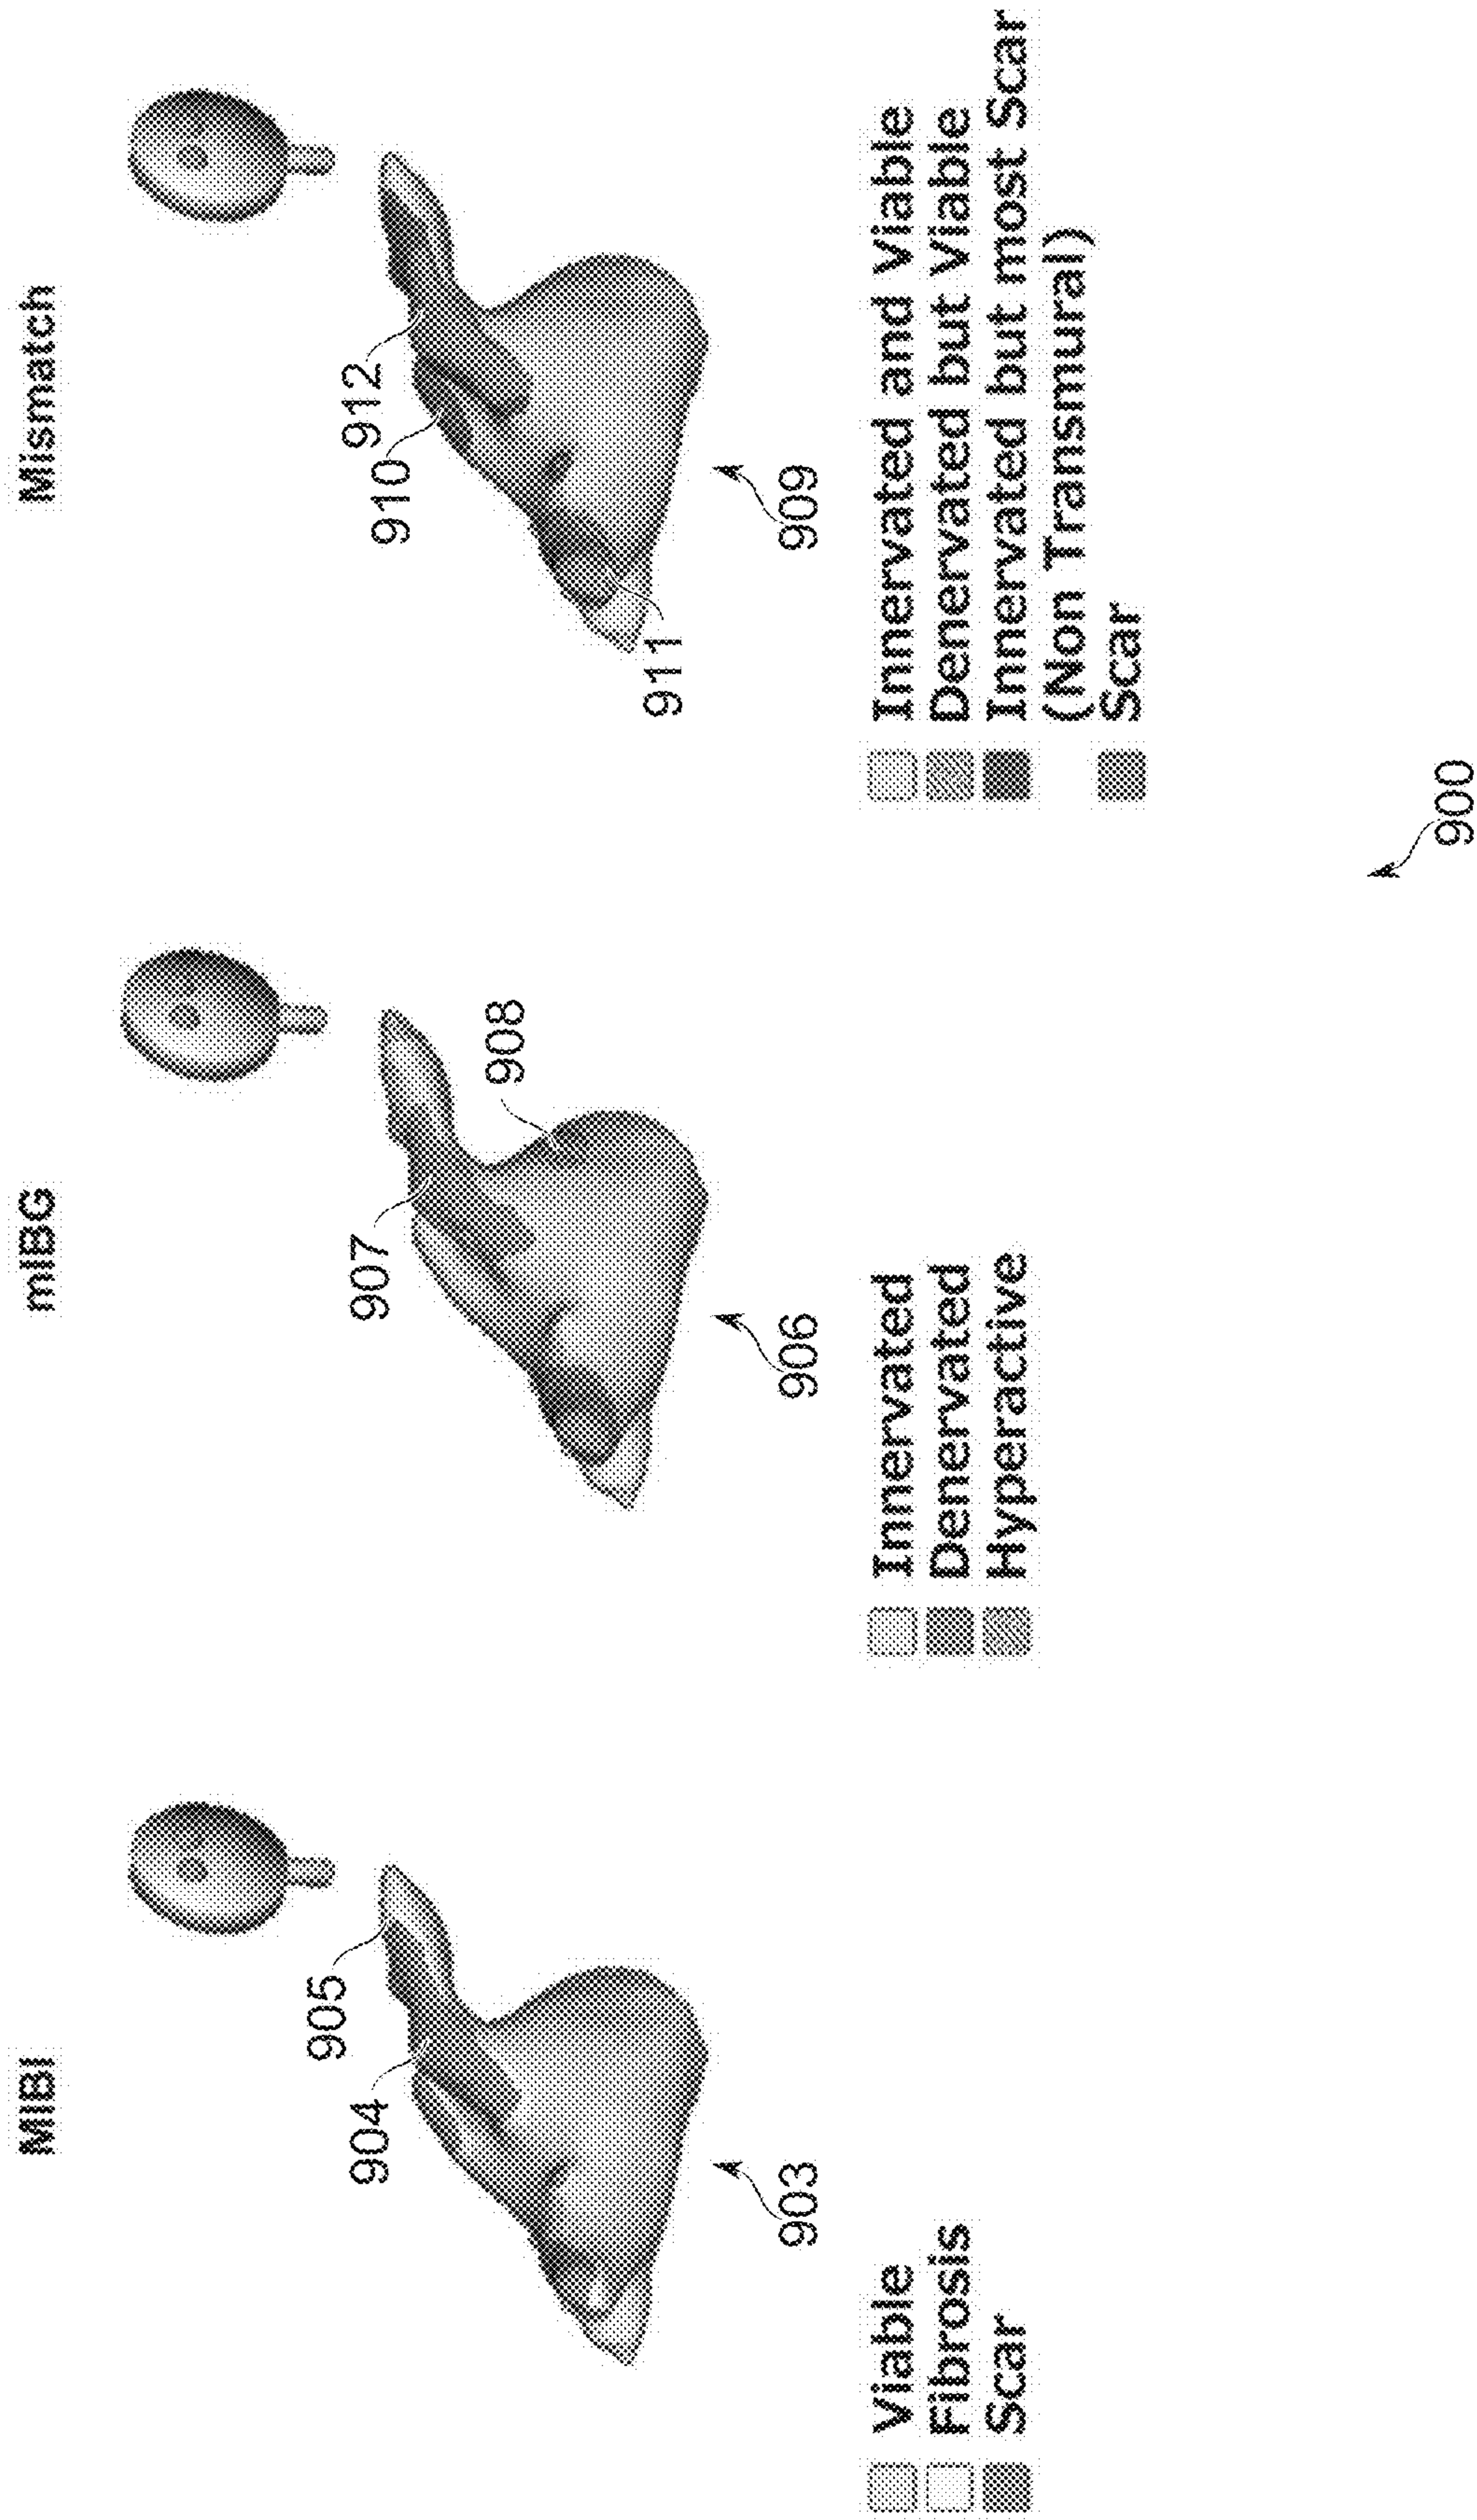 MIBI
904
905
903
Viable
Fibrosis
Scar
mIBG
907
908
906
Innervated
Denervated
Hyperactive
Mismatch
912
910
911
909
Innervated and Viable
Denervated but Viable
Innervated but most Scar
(Non Transmural)
Scar
900